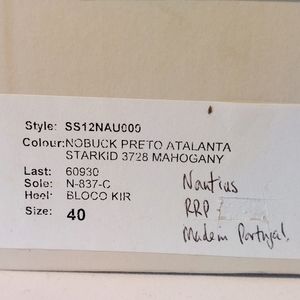 Style: SS12NAU000
Colour:NOBUCK PRETO ATALANTA
STARKID 3728 MAHOGANY
Last: 60930
Sole: N-837-C
Heel: BLOCO KIR
Size: 40
Nautius
RRP
Made in Portugal.